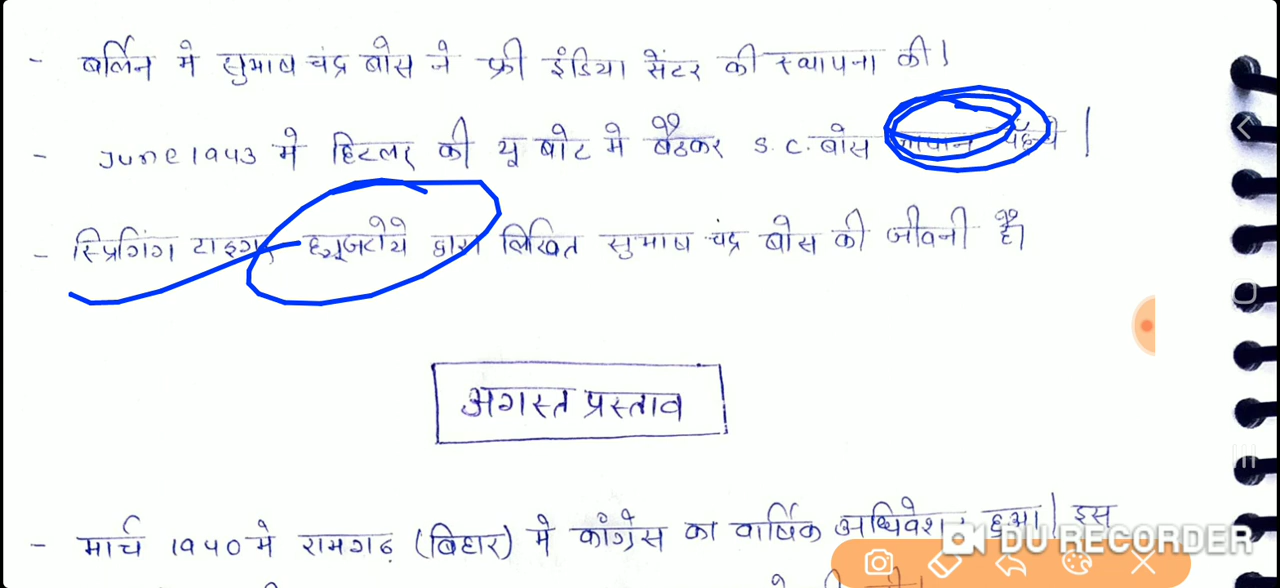 - बर्लिन मे सुभाष चंद्र बोस ने फ्री इंडिया सेंटर की स्थापना की।
- June 1943 मे हिटलर की यू बोट मे बैठकर S. C. बोस जापान पहुँचे |
- स्प्रिगिंग टाइगर ह्यूजटोये द्वारा लिखित सुभाष चंद्र बोस की जीवनी है।
अगस्त प्रस्ताव
- मार्च 1940 मे रामगढ़ (बिहार) मे काँग्रेस का वार्षिक अधिवेशन हुआ। इस
DU RECORDER